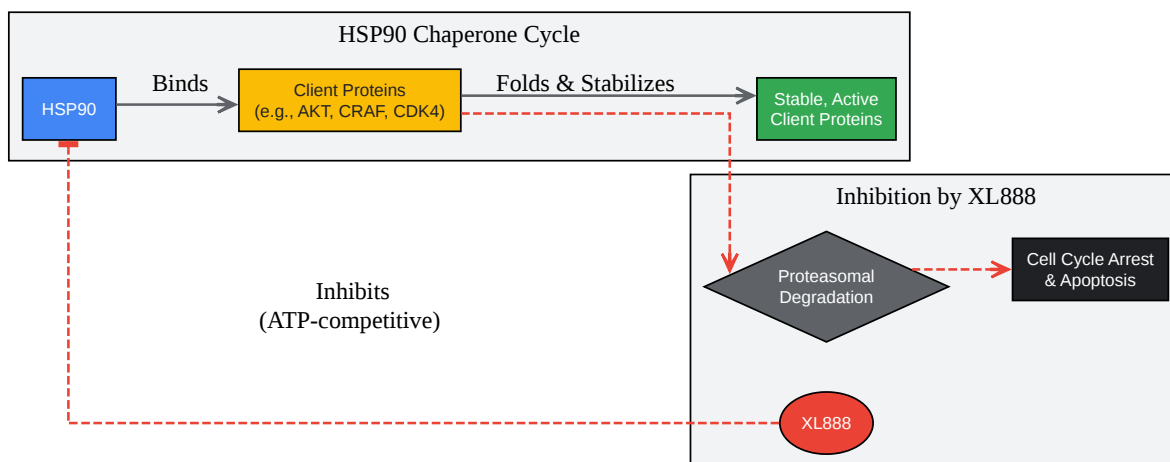 HSP90 Chaperone Cycle
HSP90
Binds
Client Proteins
(e.g., AKT, CRAF, CDK4)
Folds & Stabilizes
Stable, Active
Client Proteins
Inhibition by XL888
Proteasomal
Degradation
Cell Cycle Arrest
& Apoptosis
Inhibits
(ATP-competitive)
XL888